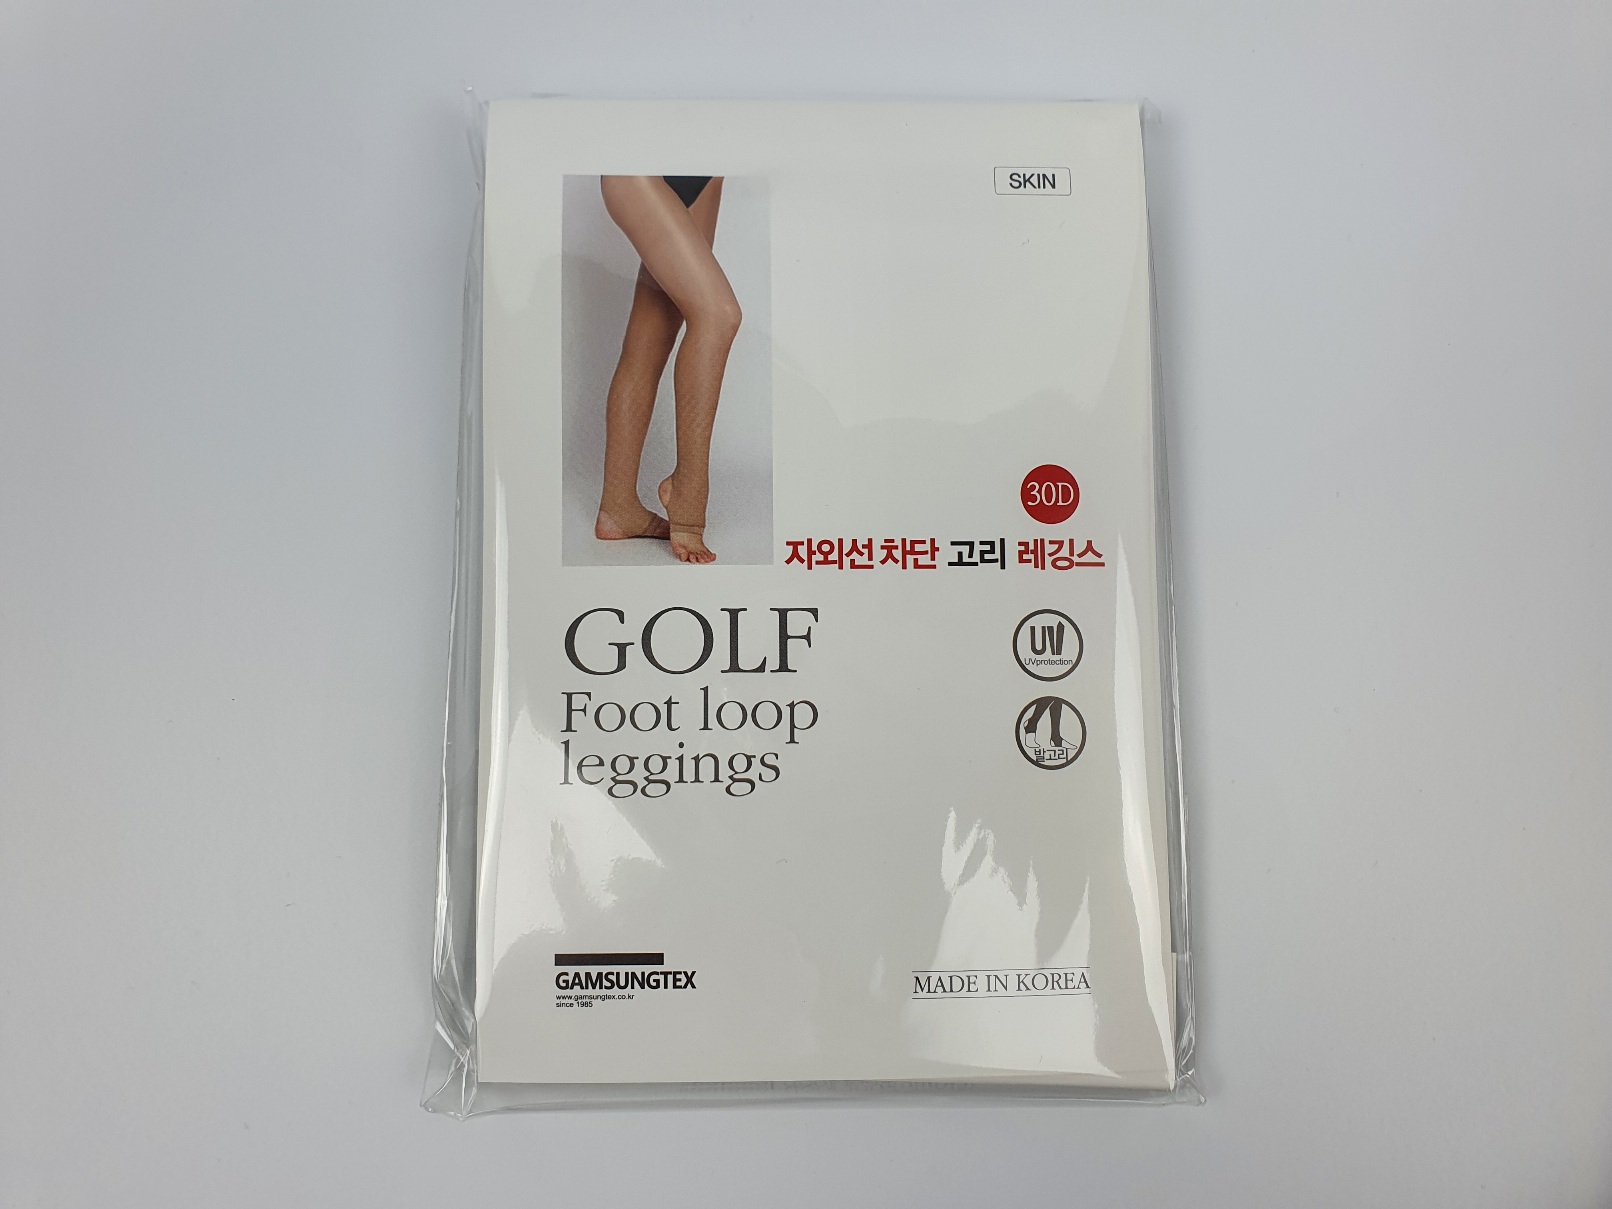 SKIN
30D
자외선 차단 고리 레깅스
GOLF
Foot loop
leggings
UV
UVprotection
발고리
GAMSUNGTEX
www.gamsungtex.co.kr
since 1985
MADE IN KOREA